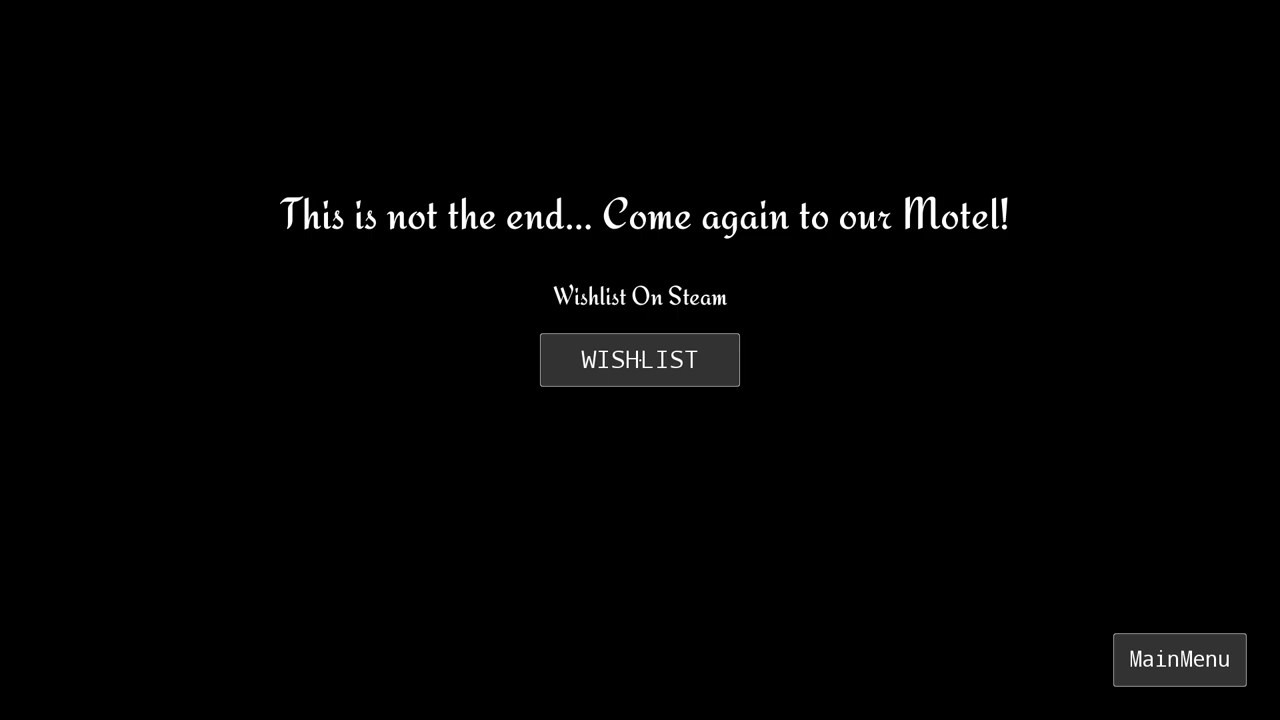 This is not the end... Come again to our Motel!
Wishlist On Steam
WISHLIST
MainMenu